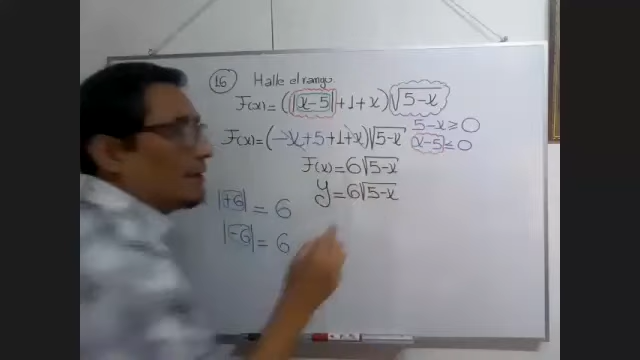 16 Halle el rango
F(x) = (|x-5| + 1 + x) √5-x
5-x ≥ 0
F(x) = (-x + 5 + 1 + x) √5-x
x-5 ≤ 0
F(x) = 6√5-x
y = 6√5-x
|+6| = 6
|-6| = 6